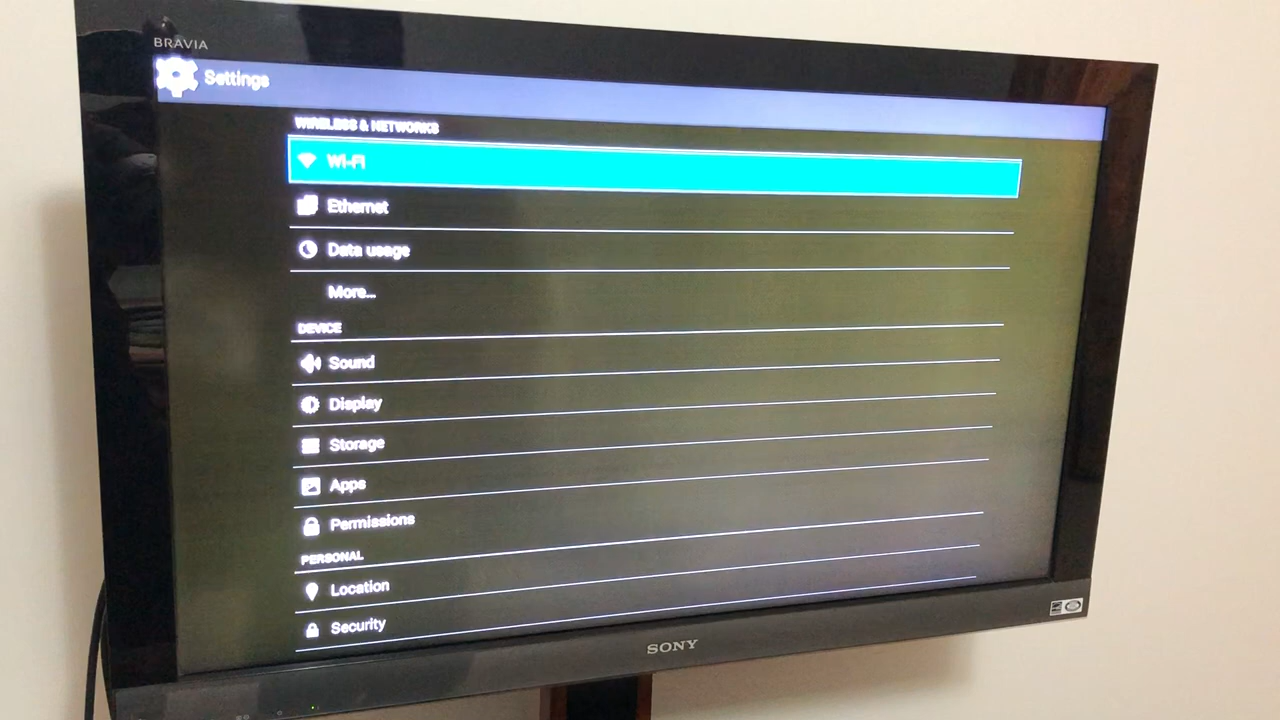 BRAVIA
Settings
WIRELESS & NETWORKS
Wi-Fi
Ethernet
Data usage
More...
DEVICE
Sound
Display
Storage
Apps
Permissions
PERSONAL
Location
Security
SONY